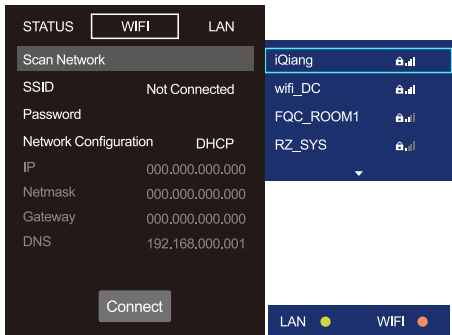 STATUS WIFI LAN
Scan Network
SSID Not Connected
Password
Network Configuration DHCP
IP 000.000.000.000
Netmask 000.000.000.000
Gateway 000.000.000.000
DNS 192.168.000.001
Connect
iQiang
wifi_DC
FQC_ROOM1
RZ_SYS
LAN WIFI